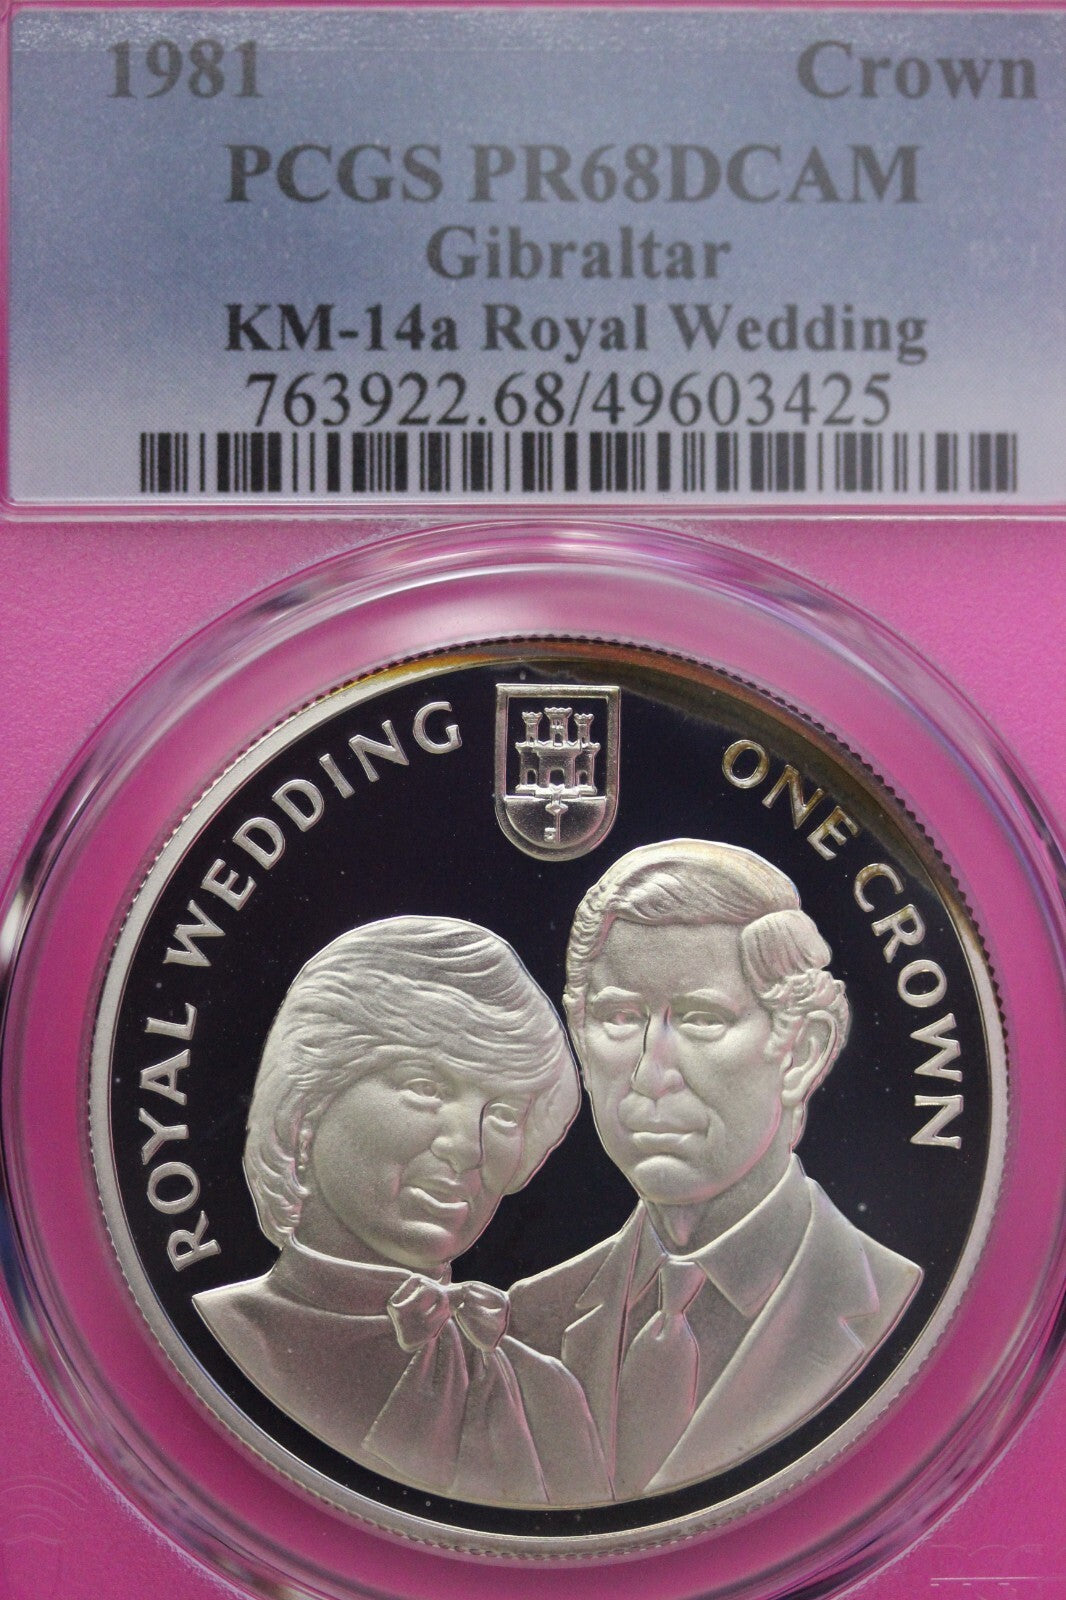 1981 Crown
PCGS PR68DCAM
Gibraltar
KM-14a Royal Wedding
763922.68/49603425
ROYAL WEDDING
ONE CROWN